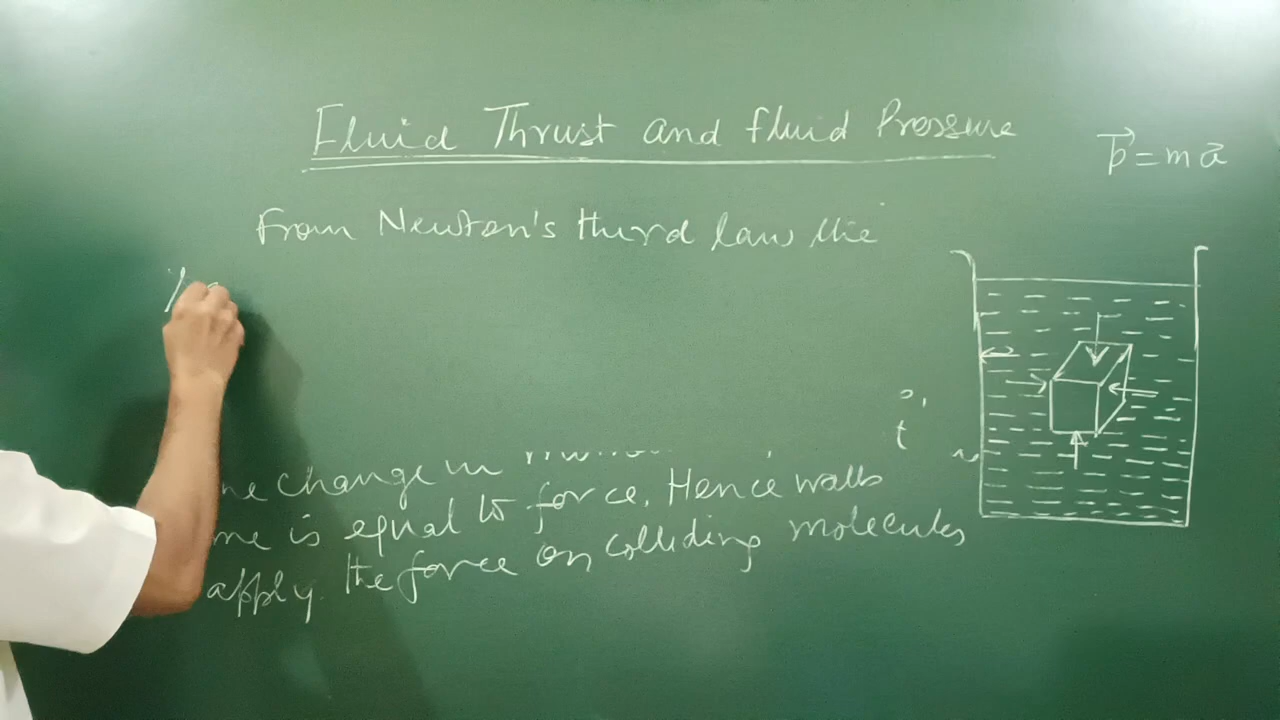 Fluid Thrust and fluid Pressure
p = ma
From Newton's third law the
change in
is equal to force. Hence walls
apply. the force on colliding molecules